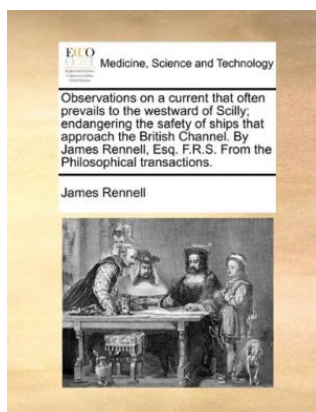 ECCO
Medicine, Science and Technology
Observations on a current that often
prevails to the westward of Scilly;
endangering the safety of ships that
approach the British Channel. By
James Rennell, Esq. F.R.S. From the
Philosophical transactions.
James Rennell